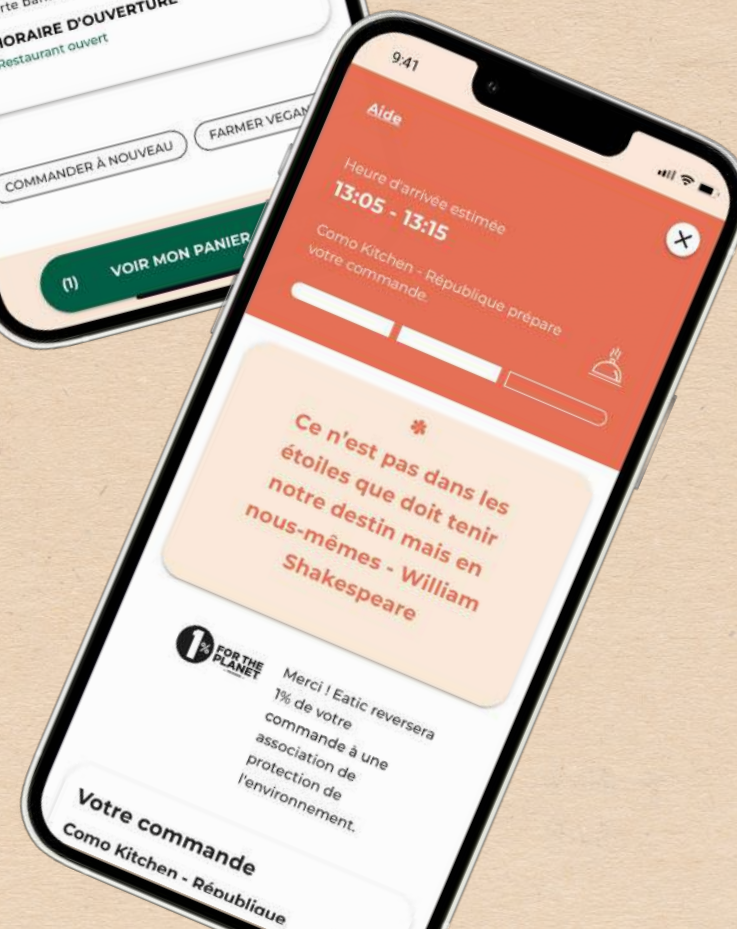 HORAIRE D'OUVERTURE
Restaurant ouvert
COMMANDER À NOUVEAU
FARMER VEGAN
(1) VOIR MON PANIER
9:41
Aide
Heure d'arrivée estimée
13:05 - 13:15
Como Kitchen - République prépare
votre commande.
Ce n'est pas dans les
étoiles que doit tenir
notre destin mais en
nous-mêmes - William
Shakespeare
1% FOR THE
PLANET
Merci ! Eatic reversera
1% de votre
commande à une
association de
protection de
l'environnement.
Votre commande
Como Kitchen - République